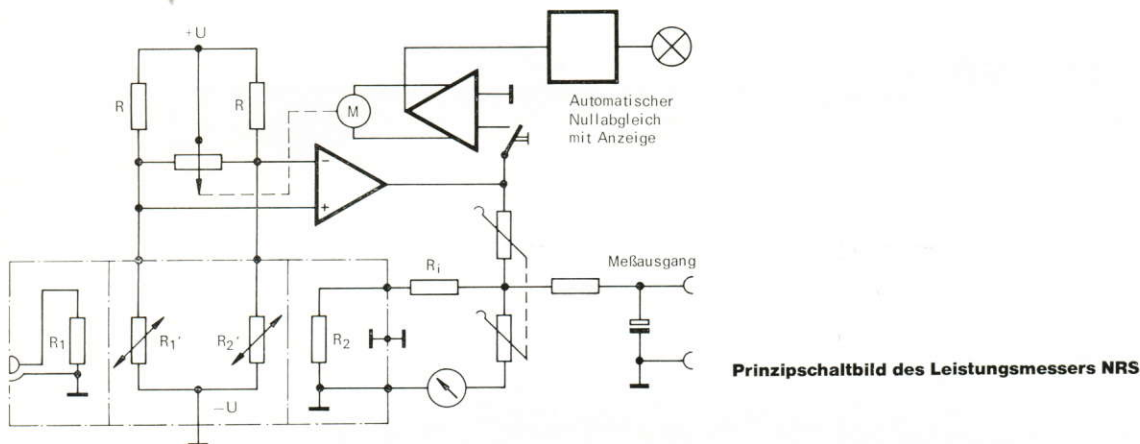 +U
R
R
M
Automatischer
Nullabgleich
mit Anzeige
−
+
Meßausgang
Ri
R1
R1'
R2'
R2
−U
Prinzipschaltbild des Leistungsmessers NRS